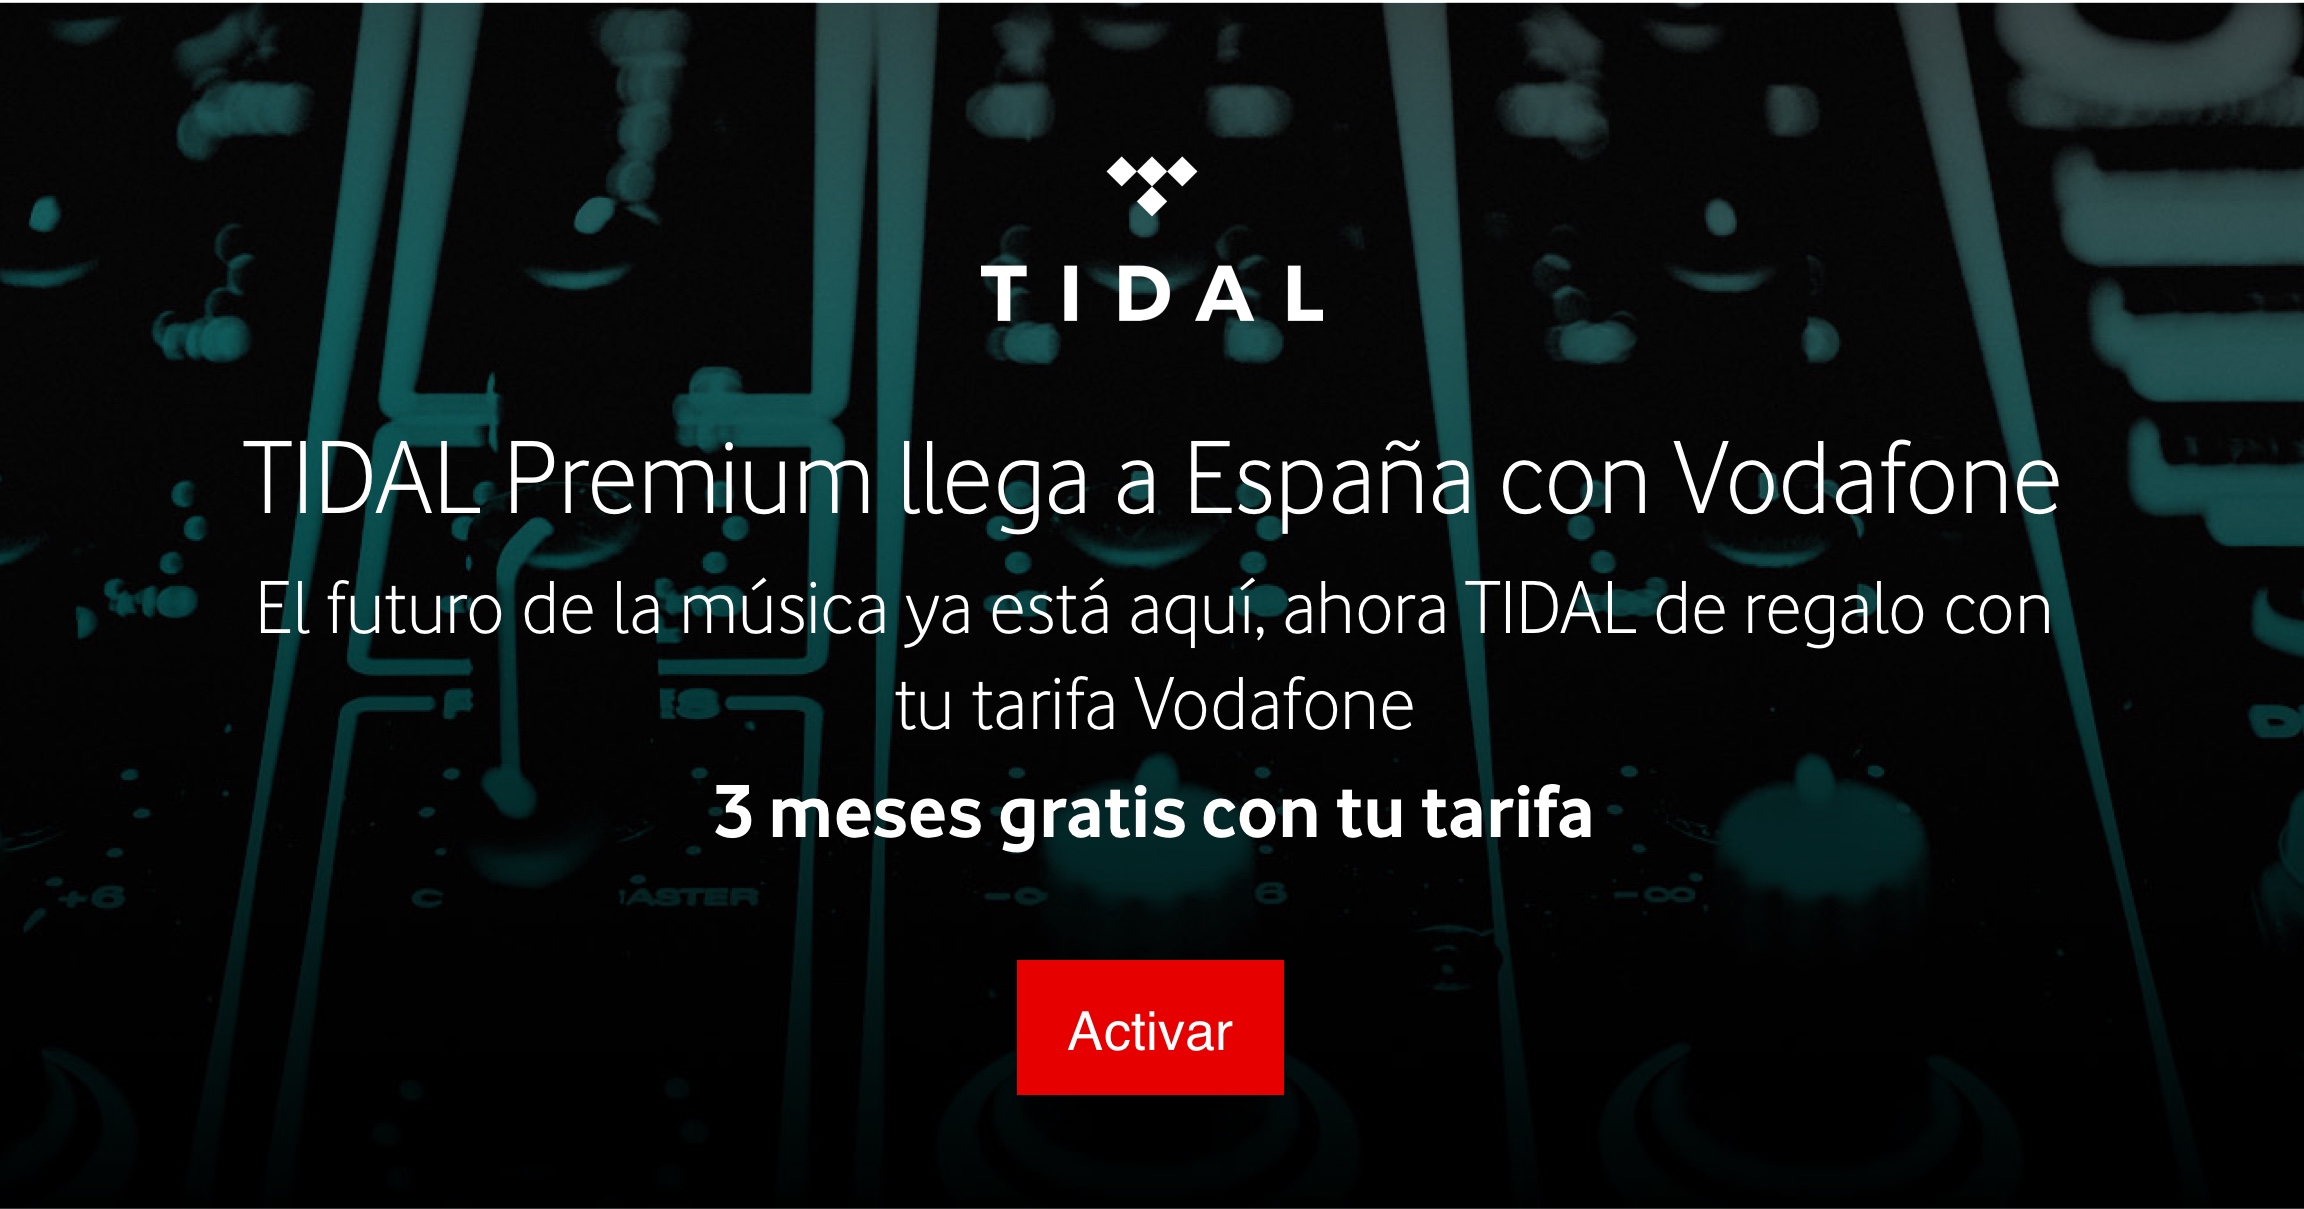 TIDAL
TIDAL Premium llega a España con Vodafone
El futuro de la música ya está aquí, ahora TIDAL de regalo con
tu tarifa Vodafone
3 meses gratis con tu tarifa
+6
-∞
Activar